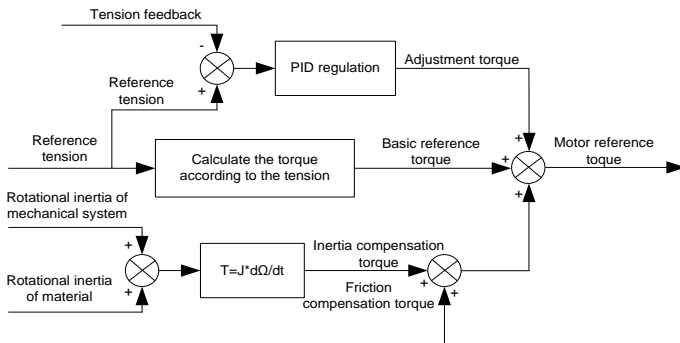 Tension feedback
-
+
PID regulation
Adjustment torque
Reference
tension
Reference
tension
Calculate the torque
according to the tension
Basic reference
torque
+
+
+
Motor reference
toque
Rotational inertia of
mechanical system
+
Rotational inertia
of material
+
T=J*dΩ/dt
Inertia compensation
torque
+
+
Friction
compensation torque